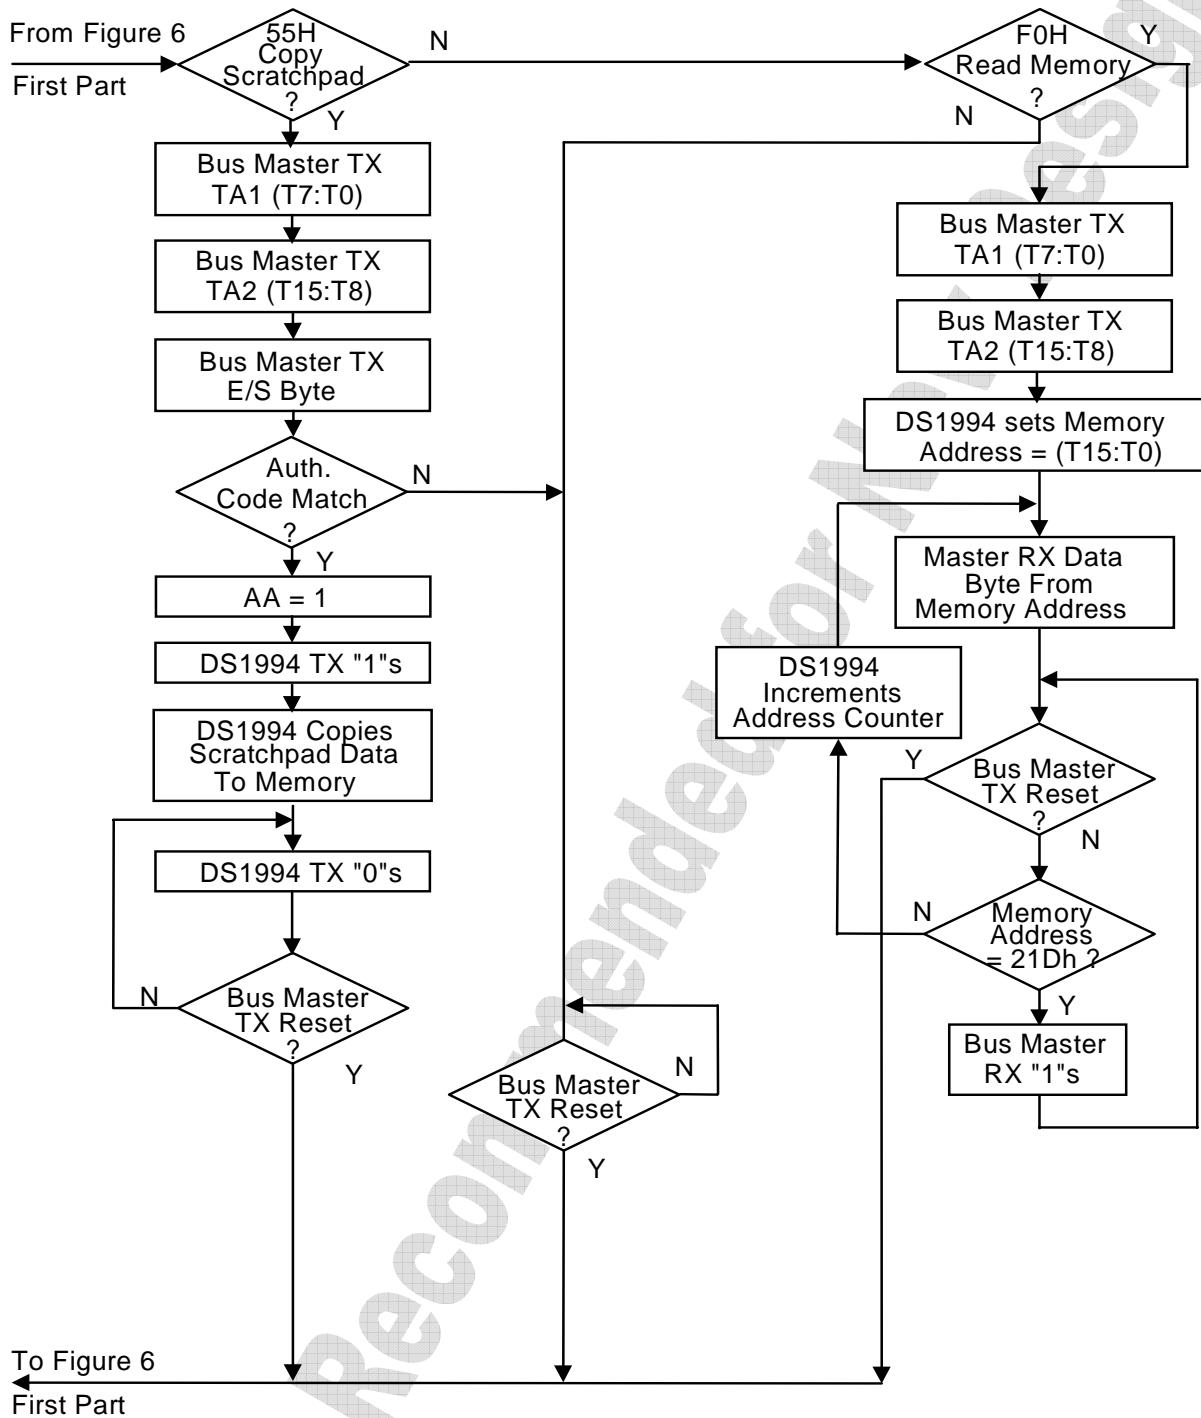 From Figure 6
First Part
55H
Copy
Scratchpad
?
N
Y
F0H
Read Memory
?
Y
N
Bus Master TX
TA1 (T7:T0)
Bus Master TX
TA2 (T15:T8)
Bus Master TX
E/S Byte
Auth.
Code Match
?
N
Y
AA = 1
DS1994 TX "1"s
DS1994 Copies
Scratchpad Data
To Memory
DS1994 TX "0"s
Bus Master
TX Reset
?
N
Y
Bus Master
TX Reset
?
N
Y
Bus Master TX
TA1 (T7:T0)
Bus Master TX
TA2 (T15:T8)
DS1994 sets Memory
Address = (T15:T0)
Master RX Data
Byte From
Memory Address
DS1994
Increments
Address Counter
Bus Master
TX Reset
?
Y
N
Memory
Address
= 21Dh ?
N
Y
Bus Master
RX "1"s
To Figure 6
First Part
Recommended for New Desig